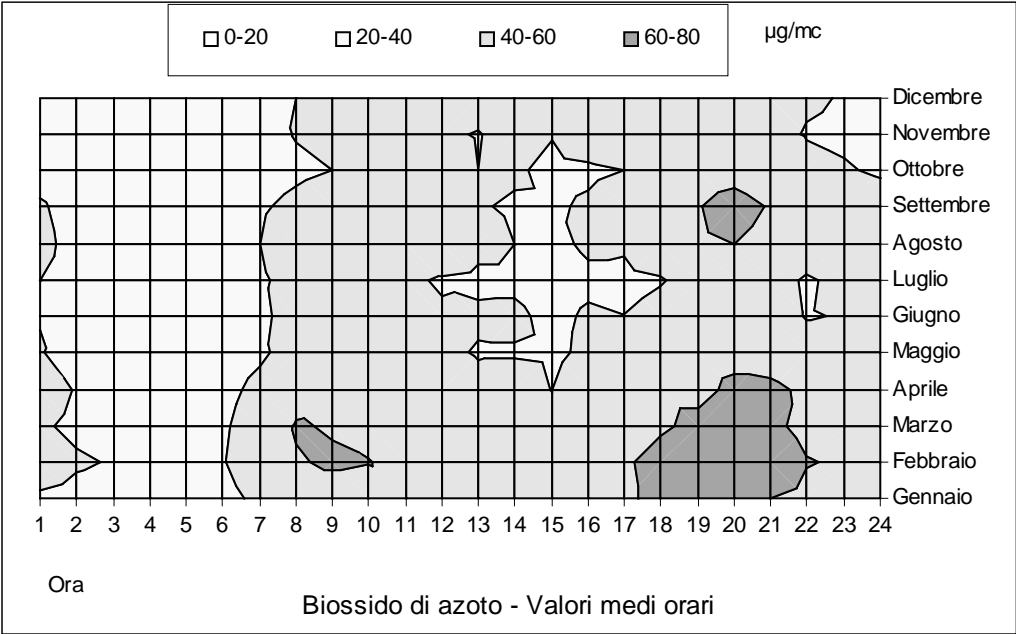 0-20 20-40 40-60 60-80 µg/mc
Dicembre
Novembre
Ottobre
Settembre
Agosto
Luglio
Giugno
Maggio
Aprile
Marzo
Febbraio
Gennaio
1 2 3 4 5 6 7 8 9 10 11 12 13 14 15 16 17 18 19 20 21 22 23 24
Ora
Biossido di azoto - Valori medi orari